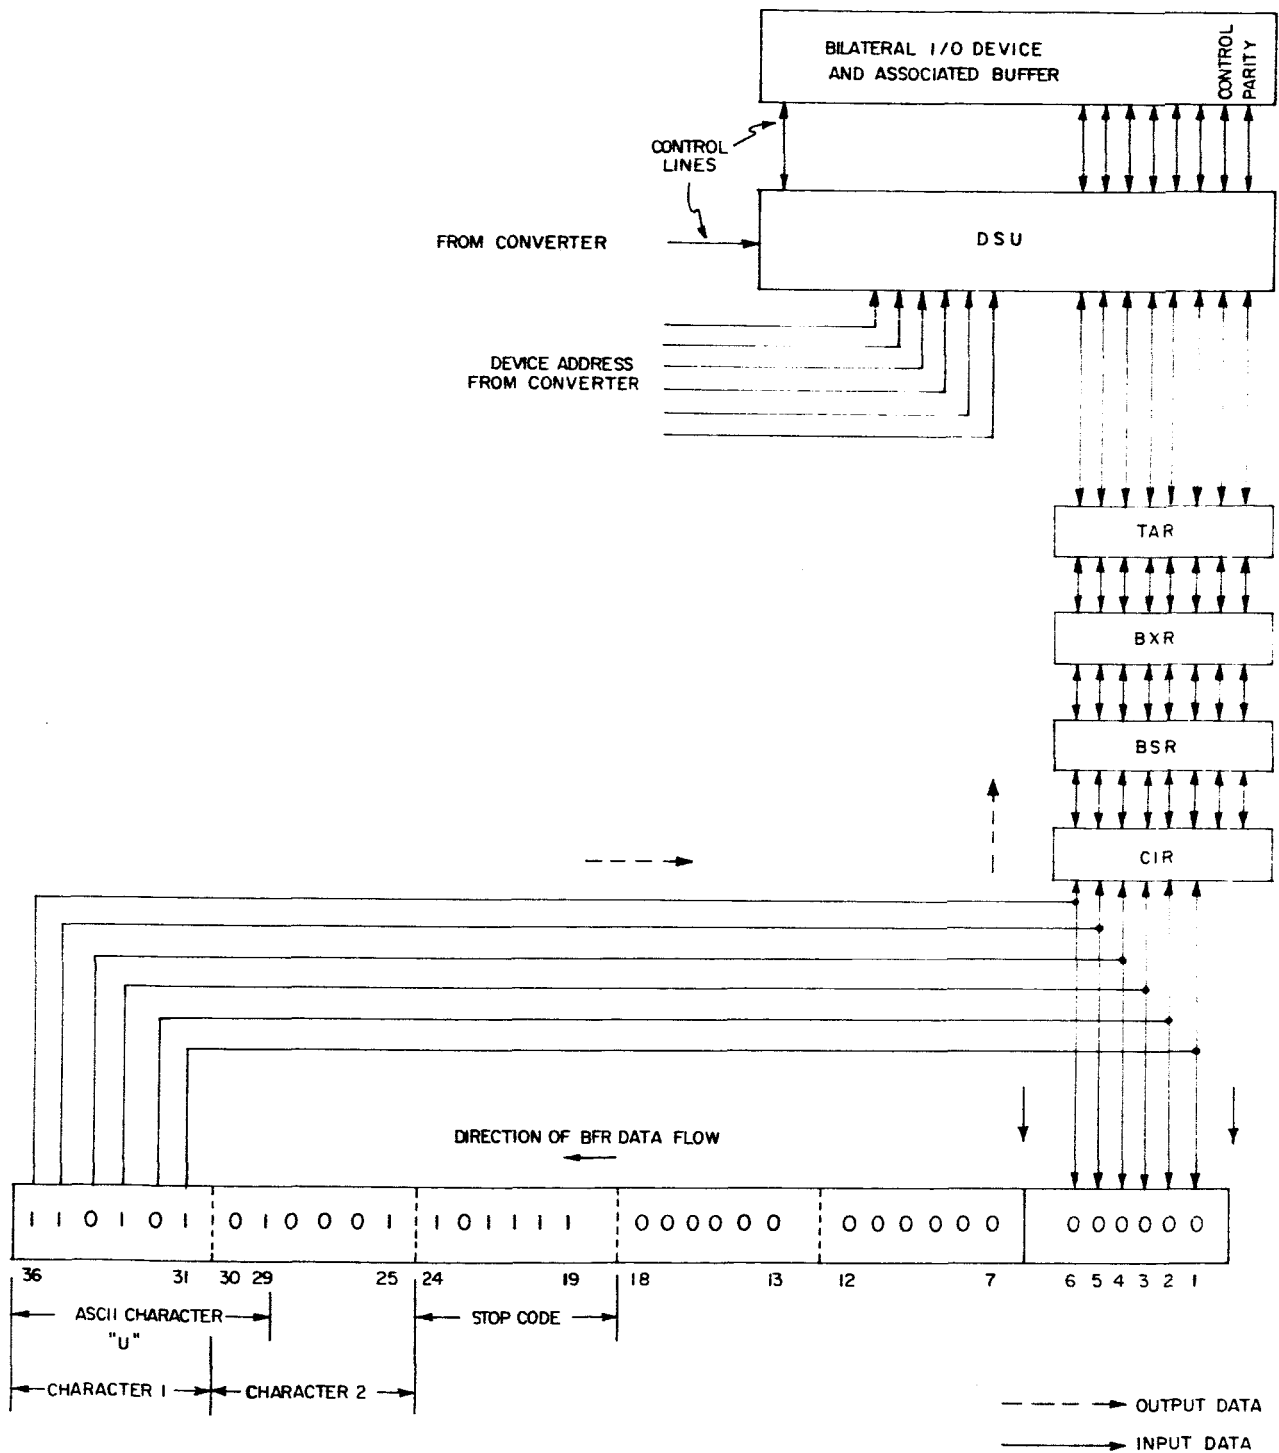 BILATERAL I/O DEVICE
AND ASSOCIATED BUFFER
CONTROL
PARITY
CONTROL
LINES
FROM CONVERTER
DSU
DEVICE ADDRESS
FROM CONVERTER
TAR
BXR
BSR
CIR
DIRECTION OF BFR DATA FLOW
1 1 0 1 0 1 0 1 0 0 0 1 1 0 1 1 1 1 0 0 0 0 0 0 0 0 0 0 0 0 0 0 0 0 0 0
36 31 30 29 25 24 19 18 13 12 7 6 5 4 3 2 1
ASCII CHARACTER
"U"
STOP CODE
CHARACTER 1 CHARACTER 2
OUTPUT DATA
INPUT DATA